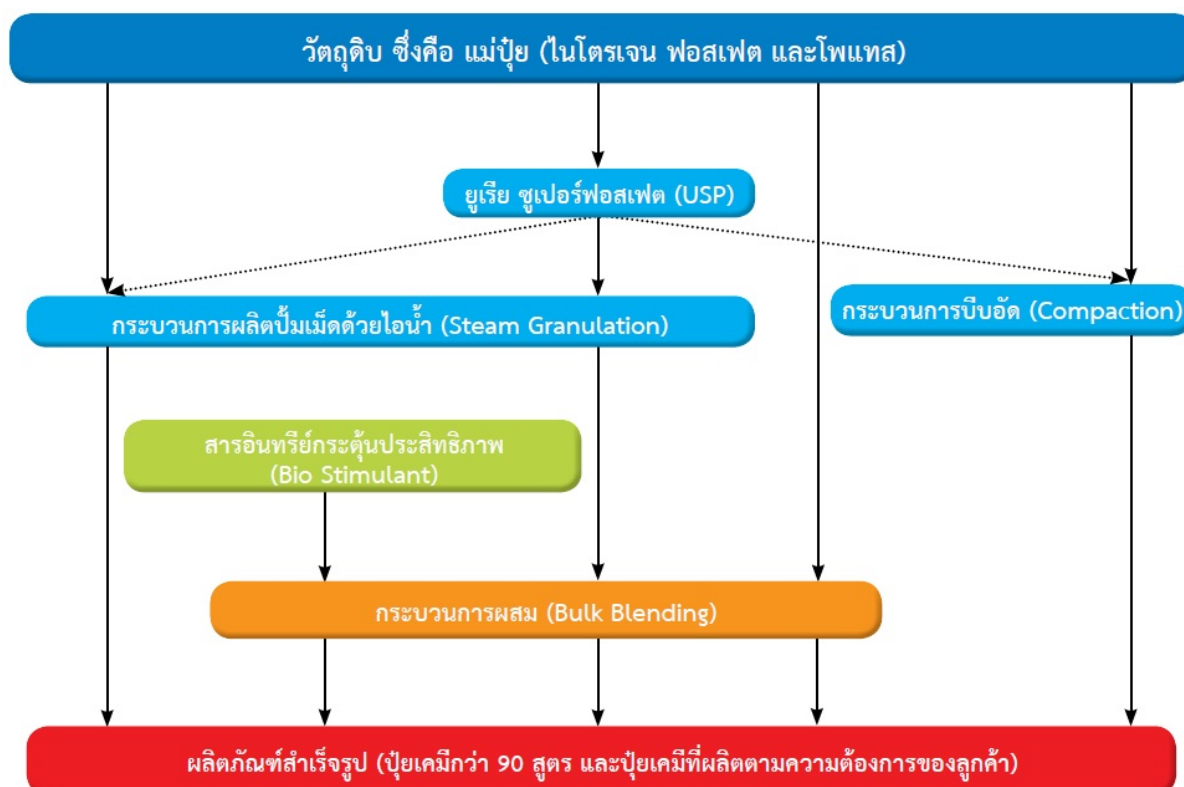 วัตถุดิบ ซึ่งคือ แม่ปุ๋ย (ไนโตรเจน ฟอสเฟต และโพแทส)
ยูเรีย ซูเปอร์ฟอสเฟต (USP)
กระบวนการผลิตปั้มเม็ดด้วยไอน้ำ (Steam Granulation)
กระบวนการบีบอัด (Compaction)
สารอินทรีย์กระตุ้นประสิทธิภาพ
(Bio Stimulant)
กระบวนการผสม (Bulk Blending)
ผลิตภัณฑ์สำเร็จรูป (ปุ๋ยเคมีกว่า 90 สูตร และปุ๋ยเคมีที่ผลิตตามความต้องการของลูกค้า)